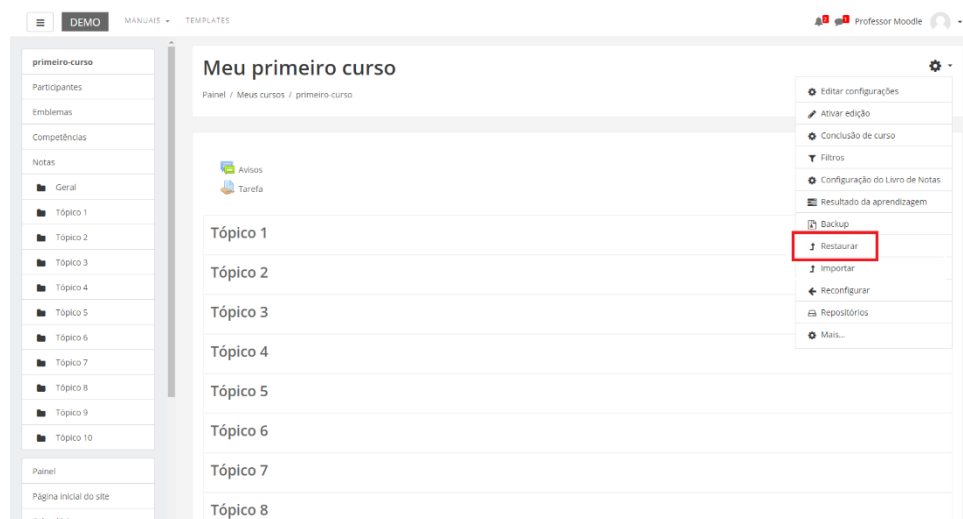 DEMO MANUAIS TEMPLATES 2 1 Professor Moodle
primeiro-curso
Participantes
Emblemas
Competências
Notas
Geral
Tópico 1
Tópico 2
Tópico 3
Tópico 4
Tópico 5
Tópico 6
Tópico 7
Tópico 8
Tópico 9
Tópico 10
Painel
Página inicial do site
Meu primeiro curso
Painel / Meus cursos / primeiro-curso
Avisos
Tarefa
Tópico 1
Tópico 2
Tópico 3
Tópico 4
Tópico 5
Tópico 6
Tópico 7
Tópico 8
Editar configurações
Ativar edição
Conclusão de curso
Filtros
Configuração do Livro de Notas
Resultado da aprendizagem
Backup
Restaurar
Importar
Reconfigurar
Repositórios
Mais...